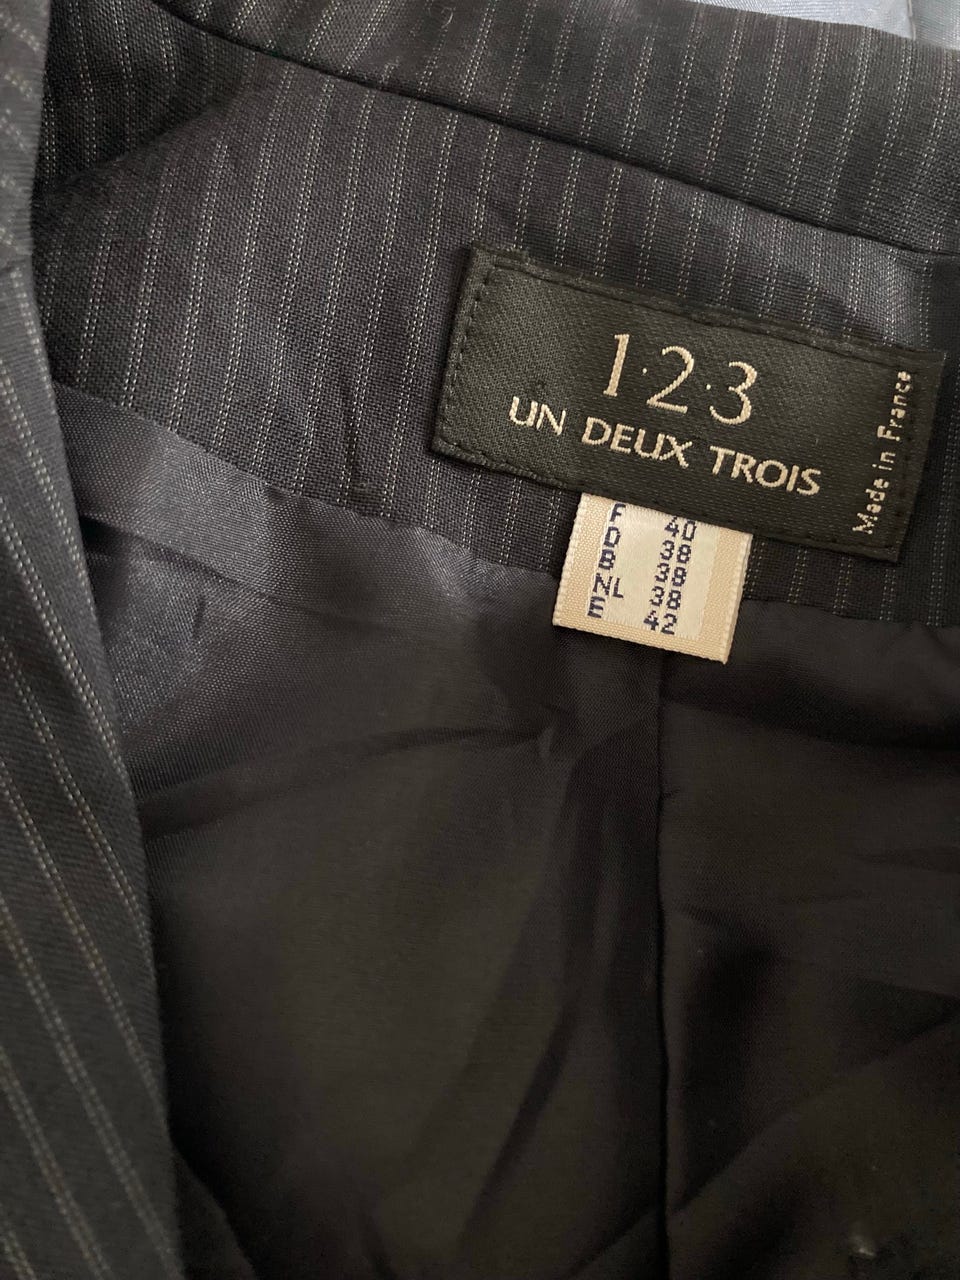 1·2·3
UN DEUX TROIS
Made in France
F 40
D 38
B 38
NL 38
E 42